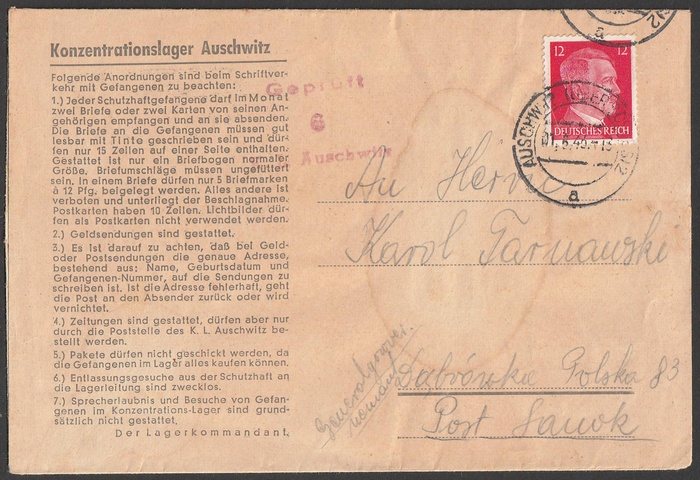 Konzentrationslager Auschwitz
Folgende Anordnungen sind beim Schriftver-
kehr mit Gefangenen zu beachten:
1.) Jeder Schutzhaftgefangene darf im Monat
zwei Briefe oder zwei Karten von seinen An-
gehörigen empfangen und an sie absenden.
Die Briefe an die Gefangenen müssen gut
lesbar mit Tinte geschrieben sein und dür-
fen nur 15 Zeilen auf einer Seite enthalten.
Gestattet ist nur ein Briefbogen normaler
Größe. Briefumschläge müssen ungefüttert
sein. In einem Briefe dürfen nur 5 Briefmarken
à 12 Pfg. beigelegt werden. Alles andere ist
verboten und unterliegt der Beschlagnahme.
Postkarten haben 10 Zeilen. Lichtbilder dür-
fen als Postkarten nicht verwendet werden.
2.) Geldsendungen sind gestattet.
3.) Es ist darauf zu achten, daß bei Geld-
oder Postsendungen die genaue Adresse,
bestehend aus: Name, Geburtsdatum und
Gefangenen-Nummer, auf die Sendungen zu
schreiben ist. Ist die Adresse fehlerhaft, geht
die Post an den Absender zurück oder wird
vernichtet.
4.) Zeitungen sind gestattet, dürfen aber nur
durch die Poststelle des K. L. Auschwitz be-
stellt werden.
5.) Pakete dürfen nicht geschickt werden, da
die Gefangenen im Lager alles kaufen können.
6.) Entlassungsgesuche aus der Schutzhaft an
die Lagerleitung sind zwecklos.
7.) Sprecherlaubnis und Besuche von Gefan-
genen im Konzentrations-Lager sind grund-
sätzlich nicht gestattet.
Der Lagerkommandant.
Geprüft
6
Auschwitz
12 12
DEUTSCHES REICH
AUSCHW
a
a
An Herrn
Karol Tarnawski
Dąbrówka Polska 83
Post Sanok